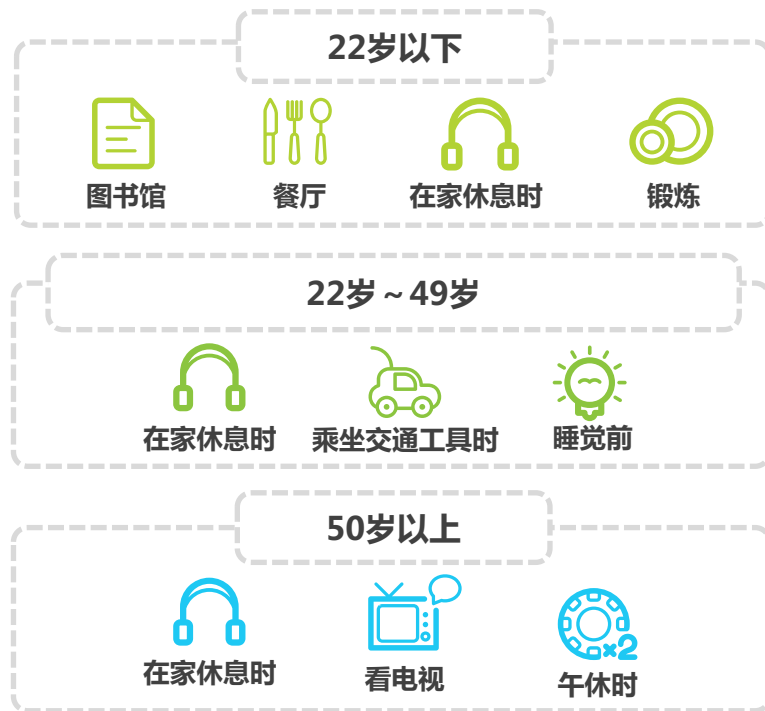 22岁以下
图书馆
餐厅
在家休息时
锻炼
22岁~49岁
在家休息时
乘坐交通工具时
睡觉前
50岁以上
在家休息时
看电视
×2
午休时